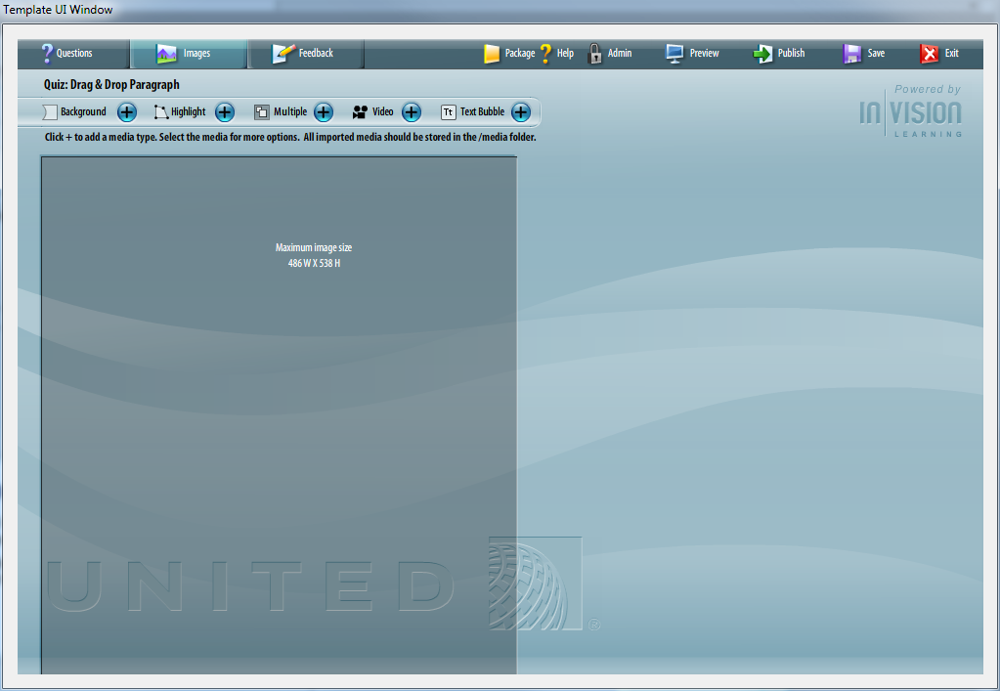 Template UI Window
Questions Images Feedback Package Help Admin Preview Publish Save Exit
Quiz: Drag & Drop Paragraph
Powered by
Background Highlight Multiple Video Tt Text Bubble
INVISION
LEARNING
Click + to add a media type. Select the media for more options. All imported media should be stored in the /media folder.
Maximum image size
486 W X 538 H
UNITED ®